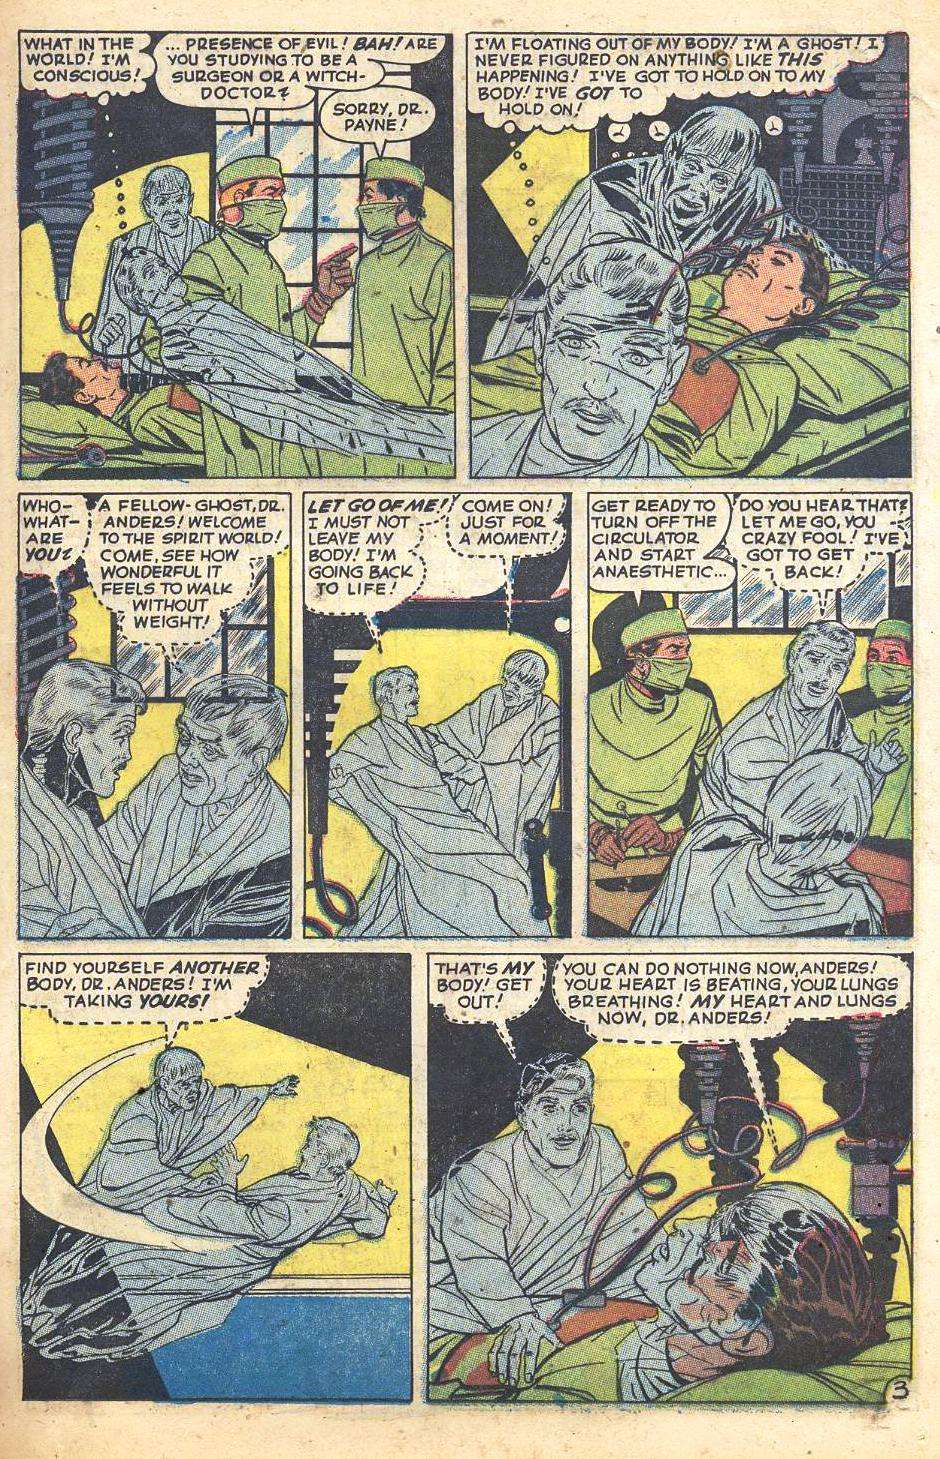 WHAT IN THE
WORLD! I'M
CONSCIOUS!
... PRESENCE OF EVIL! BAH! ARE
YOU STUDYING TO BE A
SURGEON OR A WITCH-
DOCTOR?
SORRY, DR.
PAYNE!
I'M FLOATING OUT OF MY BODY! I'M A GHOST! I
NEVER FIGURED ON ANYTHING LIKE THIS
HAPPENING! I'VE GOT TO HOLD ON TO MY
BODY! I'VE GOT TO
HOLD ON!
WHO-
WHAT-
ARE
YOU?
A FELLOW-GHOST, DR.
ANDERS! WELCOME
TO THE SPIRIT WORLD!
COME, SEE HOW
WONDERFUL IT
FEELS TO WALK
WITHOUT
WEIGHT!
LET GO OF ME!
I MUST NOT
LEAVE MY
BODY! I'M
GOING BACK
TO LIFE!
COME ON!
JUST FOR
A MOMENT!
GET READY TO
TURN OFF THE
CIRCULATOR
AND START
ANAESTHETIC...
DO YOU HEAR THAT?
LET ME GO, YOU
CRAZY FOOL! I'VE
GOT TO GET
BACK!
FIND YOURSELF ANOTHER
BODY, DR. ANDERS! I'M
TAKING YOURS!
THAT'S MY
BODY! GET
OUT!
YOU CAN DO NOTHING NOW, ANDERS!
YOUR HEART IS BEATING, YOUR LUNGS
BREATHING! MY HEART AND LUNGS
NOW, DR. ANDERS!
3